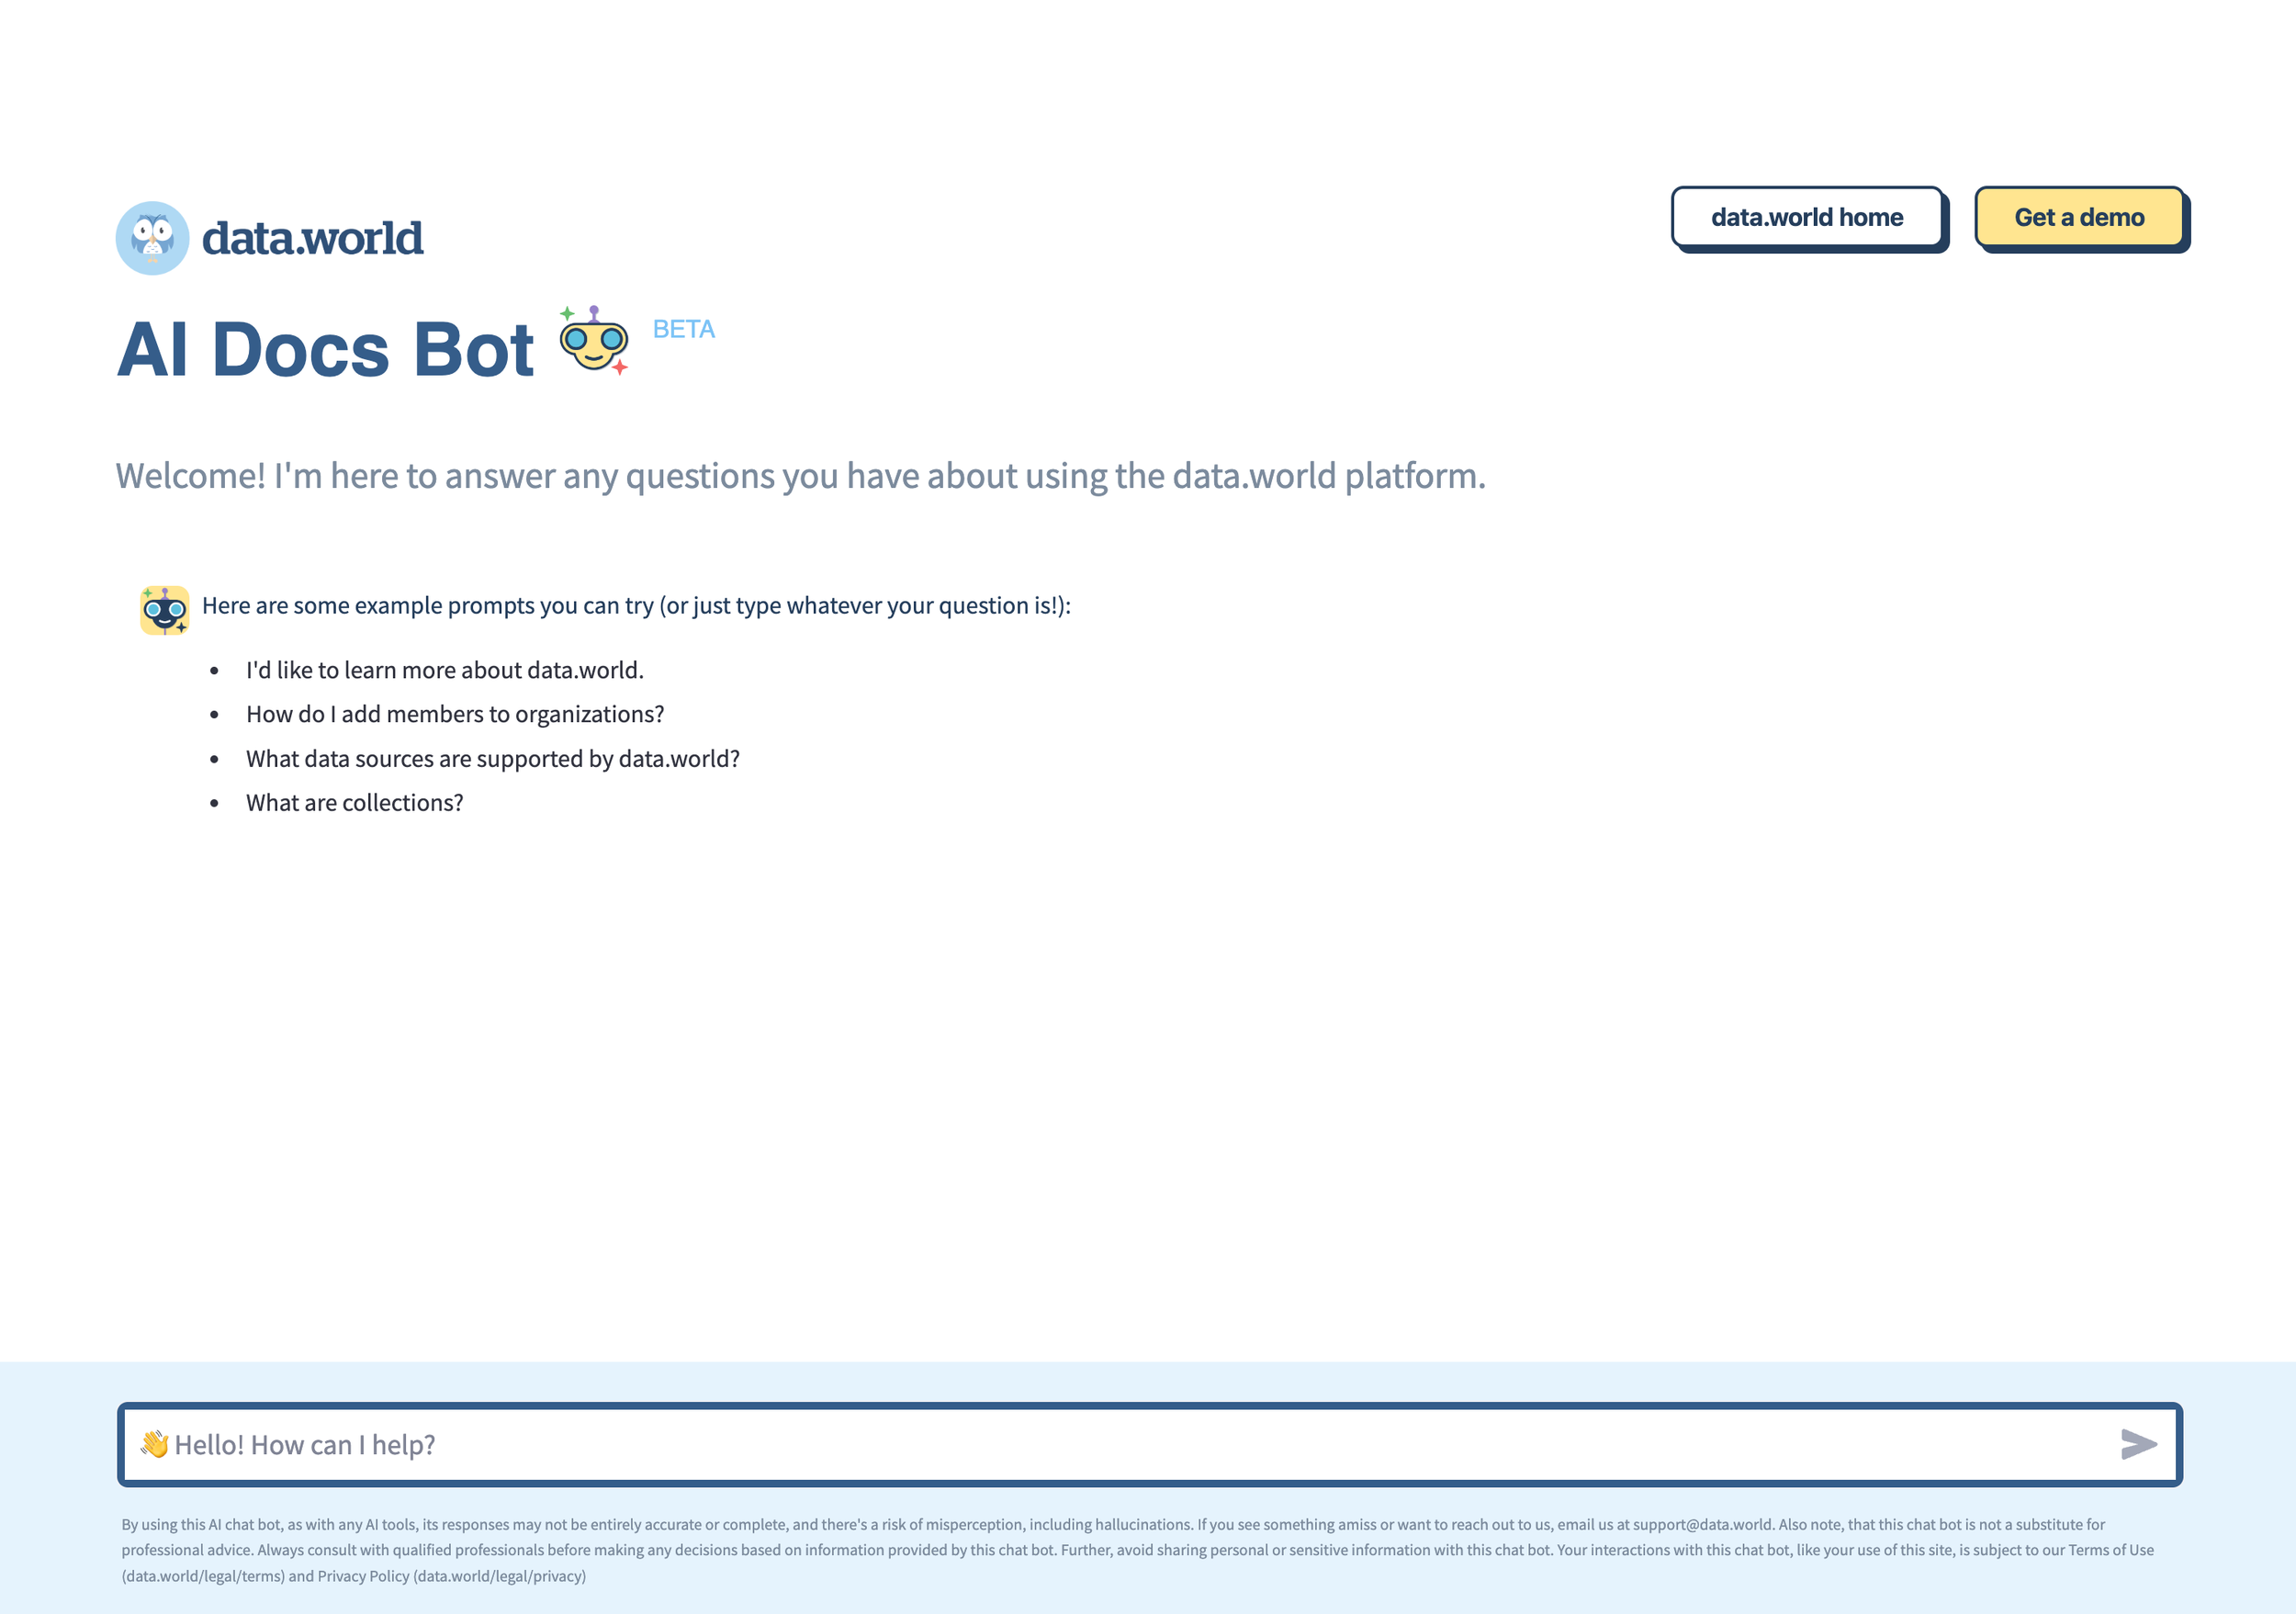 data.world
data.world home
Get a demo
AI Docs Bot
BETA
Welcome! I'm here to answer any questions you have about using the data.world platform.
Here are some example prompts you can try (or just type whatever your question is!):
• I'd like to learn more about data.world.
• How do I add members to organizations?
• What data sources are supported by data.world?
• What are collections?
👋 Hello! How can I help?
By using this AI chat bot, as with any AI tools, its responses may not be entirely accurate or complete, and there's a risk of misperception, including hallucinations. If you see something amiss or want to reach out to us, email us at support@data.world. Also note, that this chat bot is not a substitute for
professional advice. Always consult with qualified professionals before making any decisions based on information provided by this chat bot. Further, avoid sharing personal or sensitive information with this chat bot. Your interactions with this chat bot, like your use of this site, is subject to our Terms of Use
(data.world/legal/terms) and Privacy Policy (data.world/legal/privacy)